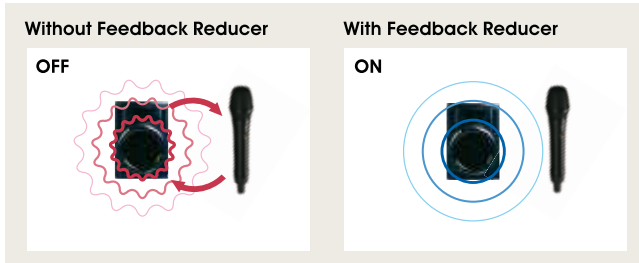 Without Feedback Reducer
With Feedback Reducer
OFF
ON